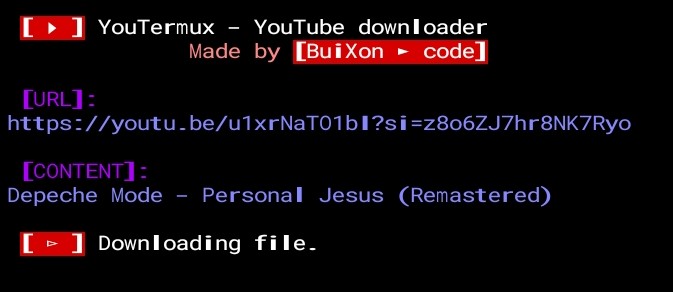 [ ▶ ] YouTermux – YouTube downloader
Made by [BuiXon ► code]
[URL]:
https://youtu.be/u1xrNaTO1bI?si=z8o6ZJ7hr8NK7Ryo
[CONTENT]:
Depeche Mode – Personal Jesus (Remastered)
[ ▻ ] Downloading file.